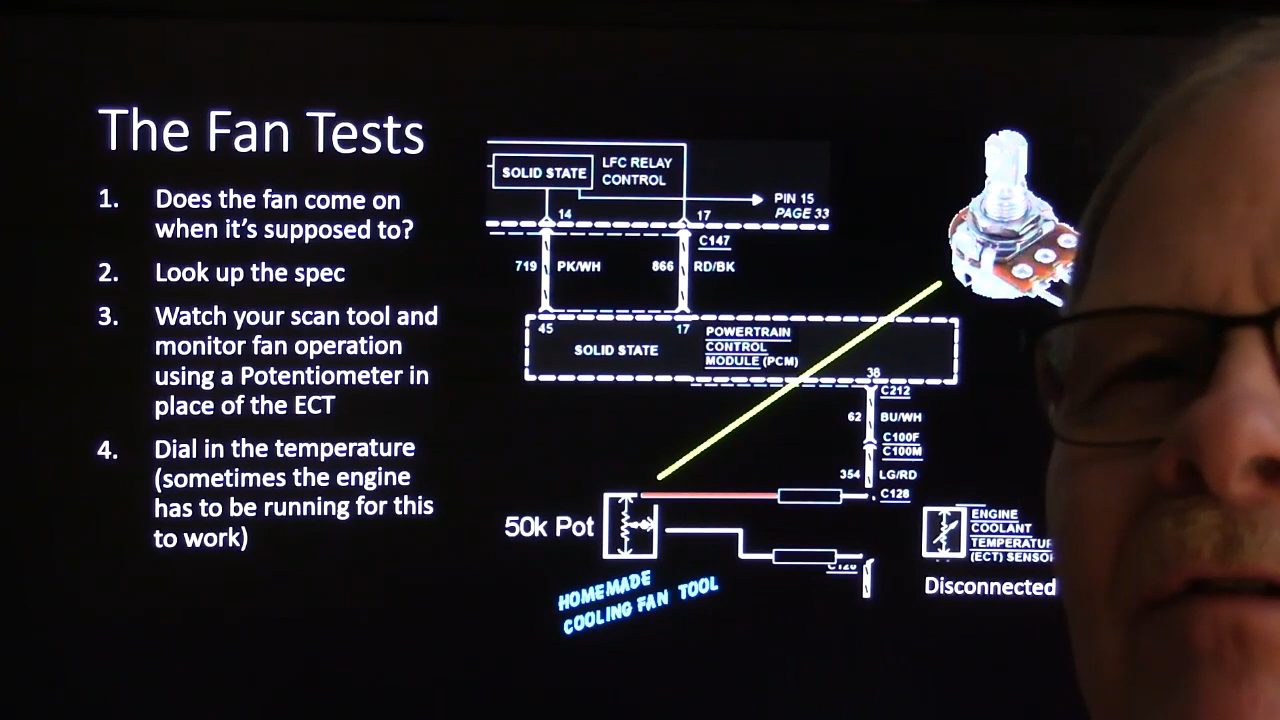 The Fan Tests
1. Does the fan come on
when it's supposed to?
2. Look up the spec
3. Watch your scan tool and
monitor fan operation
using a Potentiometer in
place of the ECT
4. Dial in the temperature
(sometimes the engine
has to be running for this
to work)
SOLID STATE
LFC RELAY
CONTROL
PIN 15
PAGE 33
14
17
C147
719
PK/WH
866
RD/BK
45
17
SOLID STATE
POWERTRAIN
CONTROL
MODULE (PCM)
38
C212
62
BU/WH
C100F
C100M
354
LG/RD
C128
50k Pot
ENGINE
COOLANT
(ECT)
Disconnected
HOMEMADE
COOLING FAN TOOL